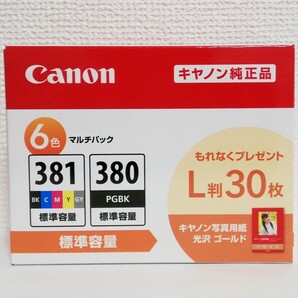 Canon
キヤノン純正品
6色 マルチパック
381 380
BK C M Y GY PGBK
標準容量 標準容量
標準容量
もれなくプレゼント
L判30枚
キヤノン写真用紙
光沢 ゴールド